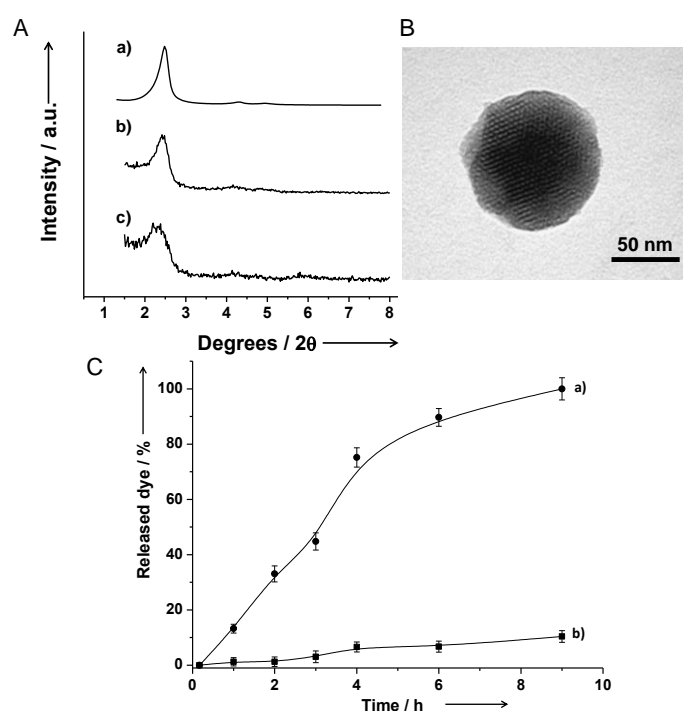 A
Intensity / a.u.
a)
b)
c)
1 2 3 4 5 6 7 8
Degrees / 2θ
B
50 nm
C
Released dye / %
100
80
60
40
20
0
a)
b)
0 2 4 6 8 10
Time / h